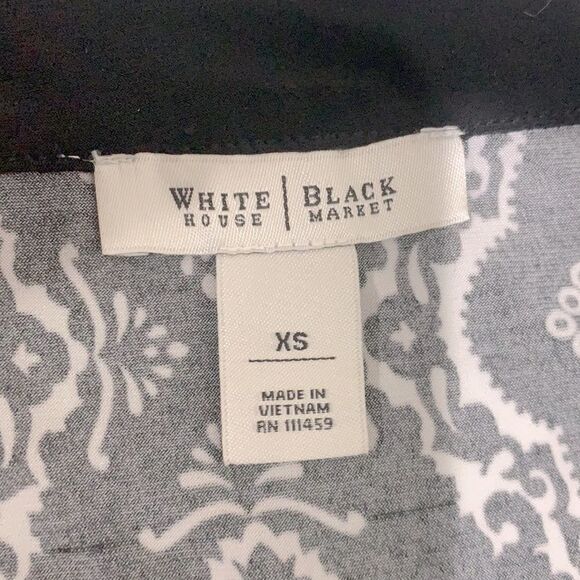 WHITE | BLACK
HOUSE | MARKET
XS
MADE IN
VIETNAM
RN 111459